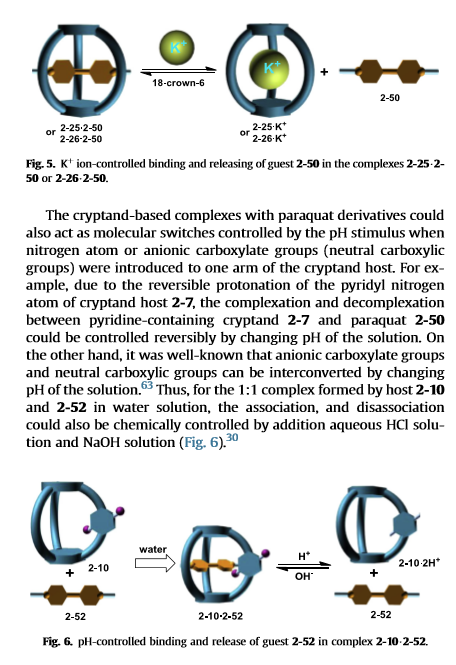 K⁺
K⁺
18-crown-6
+
2-50
or 2-25·2-50
2-26·2-50
or 2-25·K⁺
2-26·K⁺
Fig. 5. K⁺ ion-controlled binding and releasing of guest 2-50 in the complexes 2-25·2-
50 or 2-26·2-50.
The cryptand-based complexes with paraquat derivatives could
also act as molecular switches controlled by the pH stimulus when
nitrogen atom or anionic carboxylate groups (neutral carboxylic
groups) were introduced to one arm of the cryptand host. For ex-
ample, due to the reversible protonation of the pyridyl nitrogen
atom of cryptand host 2-7, the complexation and decomplexation
between pyridine-containing cryptand 2-7 and paraquat 2-50
could be controlled reversibly by changing pH of the solution. On
the other hand, it was well-known that anionic carboxylate groups
and neutral carboxylic groups can be interconverted by changing
pH of the solution.⁶³ Thus, for the 1:1 complex formed by host 2-10
and 2-52 in water solution, the association, and disassociation
could also be chemically controlled by addition aqueous HCl solu-
tion and NaOH solution (Fig. 6).³⁰
2-10
+
2-52
water
2-10·2-52
H⁺
OH⁻
2-10·2H⁺
+
2-52
Fig. 6. pH-controlled binding and release of guest 2-52 in complex 2-10·2-52.